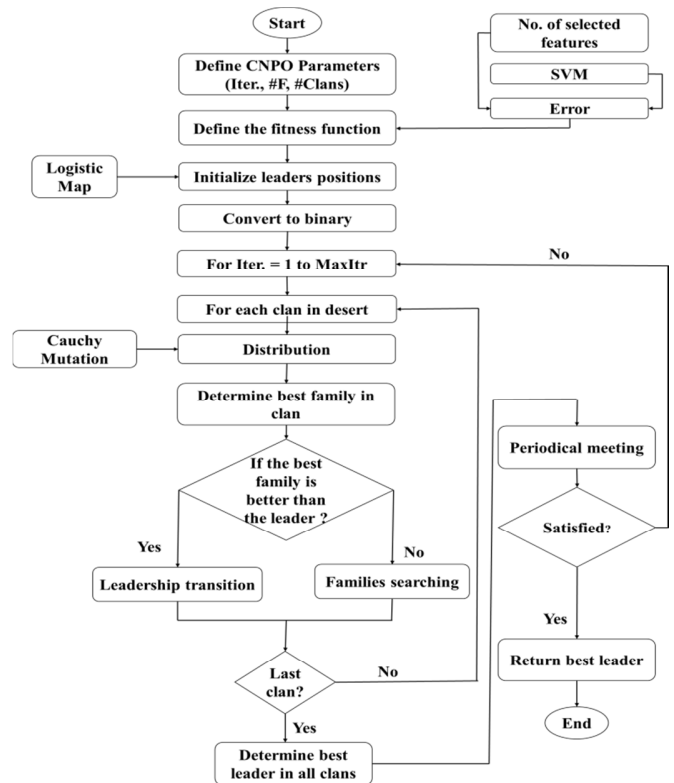 Start
Define CNPO Parameters
(Iter., #F, #Clans)
No. of selected
features
SVM
Error
Define the fitness function
Logistic
Map
Initialize leaders positions
Convert to binary
For Iter. = 1 to MaxItr
No
For each clan in desert
Cauchy
Mutation
Distribution
Determine best family in
clan
If the best
family is
better than
the leader ?
Yes
No
Leadership transition
Families searching
Last
clan?
No
Yes
Determine best
leader in all clans
Periodical meeting
Satisfied?
Yes
Return best leader
End